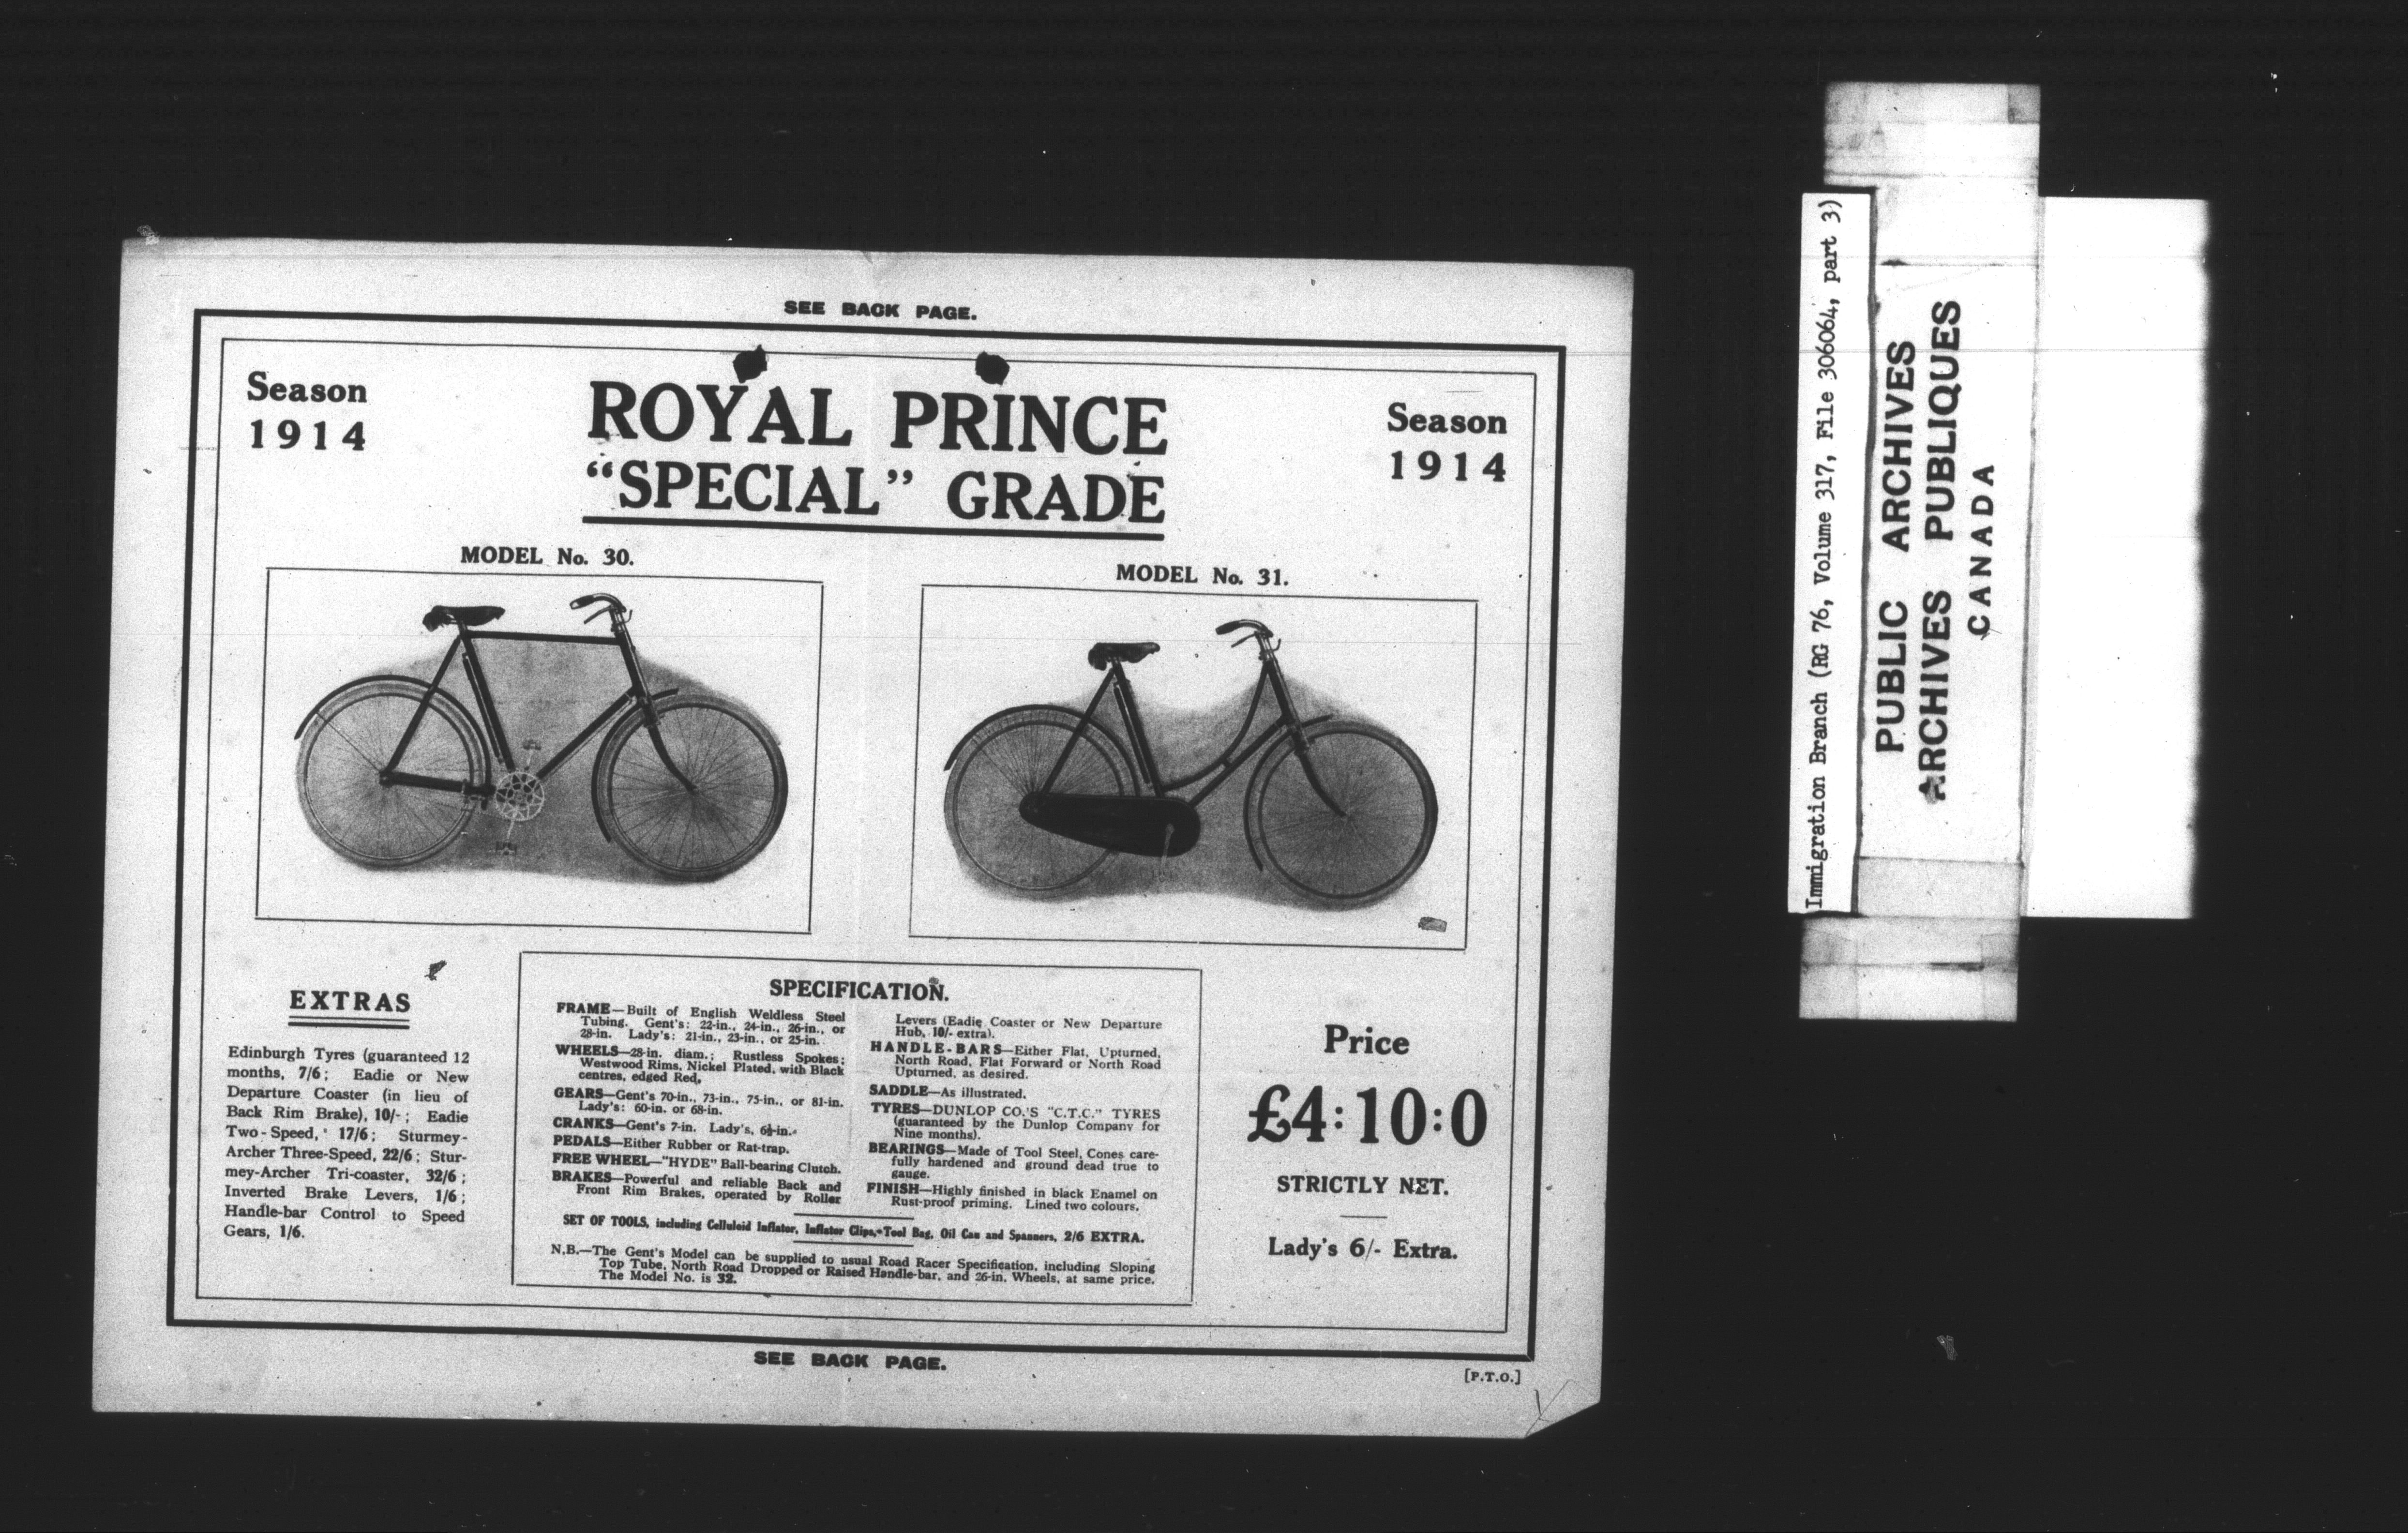 SEE BACK PAGE.
Season
1914
ROYAL PRINCE
“SPECIAL” GRADE
Season
1914
MODEL No. 30.
MODEL No. 31.
EXTRAS
Edinburgh Tyres (guaranteed 12
months, 7/6; Eadie or New
Departure Coaster (in lieu of
Back Rim Brake), 10/-; Eadie
Two-Speed, 17/6; Sturmey-
Archer Three-Speed, 22/6; Stur-
mey-Archer Tri-coaster, 32/6;
Inverted Brake Levers, 1/6;
Handle-bar Control to Speed
Gears, 1/6.
SPECIFICATION.
FRAME—Built of English Weldless Steel
Tubing. Gent's: 22-in., 24-in., 26-in., or
28-in. Lady's: 21-in., 23-in., or 25-in.
WHEELS—28-in. diam.; Rustless Spokes;
Westwood Rims, Nickel Plated, with Black
centres, edged Red.
GEARS—Gent's 70-in., 73-in., 75-in., or 81-in.
Lady's: 60-in. or 68-in.
CRANKS—Gent's 7-in. Lady's, 6½-in.
PEDALS—Either Rubber or Rat-trap.
FREE WHEEL—"HYDE" Ball-bearing Clutch.
BRAKES—Powerful and reliable Back and
Front Rim Brakes, operated by Roller
Levers (Eadie Coaster or New Departure
Hub, 10/- extra).
HANDLE-BARS—Either Flat, Upturned,
North Road, Flat Forward or North Road
Upturned, as desired.
SADDLE—As illustrated.
TYRES—DUNLOP CO.'S "C.T.C." TYRES
(guaranteed by the Dunlop Company for
Nine months).
BEARINGS—Made of Tool Steel, Cones care-
fully hardened and ground dead true to
gauge.
FINISH—Highly finished in black Enamel on
Rust-proof priming. Lined two colours.
SET OF TOOLS, including Celluloid Inflator, Inflator Clips, Tool Bag, Oil Can and Spanners, 2/6 EXTRA.
N.B.—The Gent's Model can be supplied to usual Road Racer Specification, including Sloping
Top Tube, North Road Dropped or Raised Handle-bar, and 26-in. Wheels, at same price.
The Model No. is 32.
Price
£4:10:0
STRICTLY NET.
Lady's 6/- Extra.
SEE BACK PAGE.
[P.T.O.]
Immigration Branch (RG 76, Volume 317, File 306064, part 3)
PUBLIC ARCHIVES
ARCHIVES PUBLIQUES
CANADA